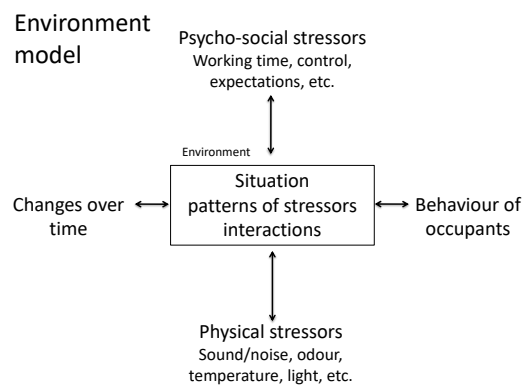 Environment
model
Psycho-social stressors
Working time, control,
expectations, etc.
Environment
Situation
patterns of stressors
interactions
Changes over
time
Behaviour of
occupants
Physical stressors
Sound/noise, odour,
temperature, light, etc.